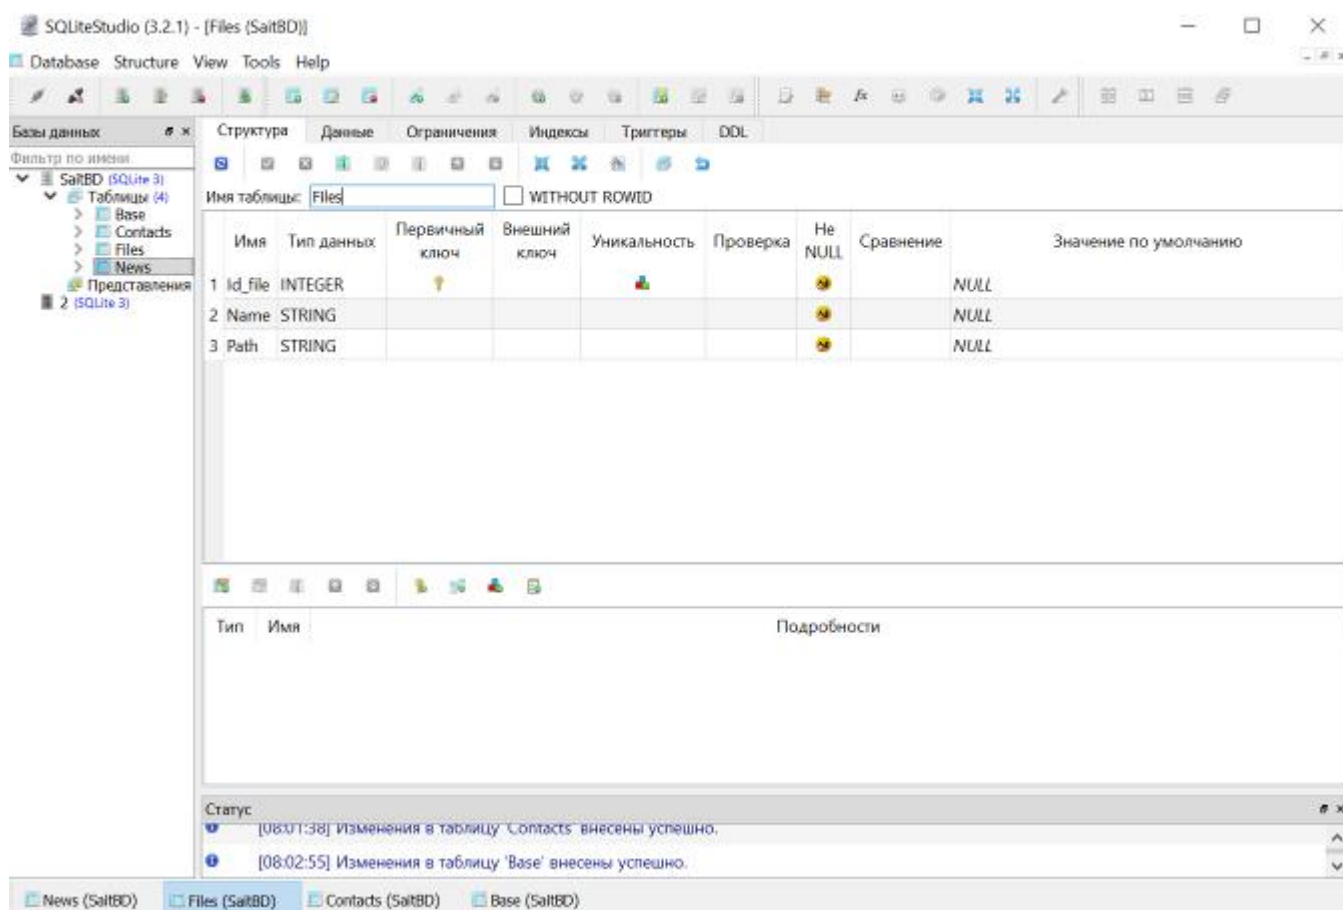 SQLiteStudio (3.2.1) - [Files (SaitBD)]
Database Structure View Tools Help
Базы данных
Фильтр по имени
SaitBD (SQLite 3)
Таблицы (4)
Base
Contacts
Files
News
Представления
2 (SQLite 3)
Структура Данные Ограничения Индексы Триггеры DDL
Имя таблицы: FIles WITHOUT ROWID
Имя Тип данных Первичный ключ Внешний ключ Уникальность Проверка Не NULL Сравнение Значение по умолчанию
1 Id_file INTEGER NULL
2 Name STRING NULL
3 Path STRING NULL
Тип Имя Подробности
Статус
[08:01:38] Изменения в таблицу 'Contacts' внесены успешно.
[08:02:55] Изменения в таблицу 'Base' внесены успешно.
News (SaitBD) Files (SaitBD) Contacts (SaitBD) Base (SaitBD)